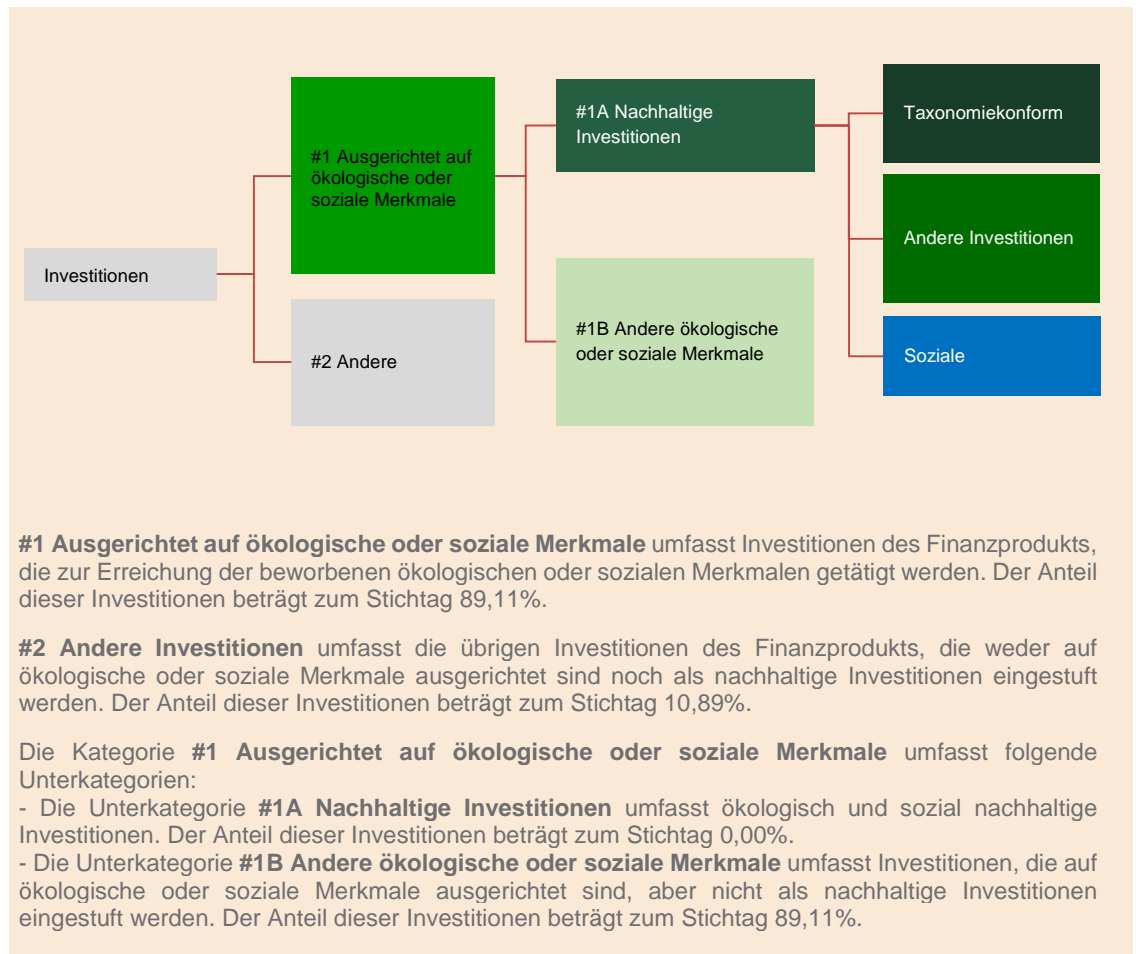 Investitionen
#1 Ausgerichtet auf
ökologische oder
soziale Merkmale
#2 Andere
#1A Nachhaltige
Investitionen
#1B Andere ökologische
oder soziale Merkmale
Taxonomiekonform
Andere Investitionen
Soziale
#1 Ausgerichtet auf ökologische oder soziale Merkmale umfasst Investitionen des Finanzprodukts,
die zur Erreichung der beworbenen ökologischen oder sozialen Merkmalen getätigt werden. Der Anteil
dieser Investitionen beträgt zum Stichtag 89,11%.
#2 Andere Investitionen umfasst die übrigen Investitionen des Finanzprodukts, die weder auf
ökologische oder soziale Merkmale ausgerichtet sind noch als nachhaltige Investitionen eingestuft
werden. Der Anteil dieser Investitionen beträgt zum Stichtag 10,89%.
Die Kategorie #1 Ausgerichtet auf ökologische oder soziale Merkmale umfasst folgende
Unterkategorien:
- Die Unterkategorie #1A Nachhaltige Investitionen umfasst ökologisch und sozial nachhaltige
Investitionen. Der Anteil dieser Investitionen beträgt zum Stichtag 0,00%.
- Die Unterkategorie #1B Andere ökologische oder soziale Merkmale umfasst Investitionen, die auf
ökologische oder soziale Merkmale ausgerichtet sind, aber nicht als nachhaltige Investitionen
eingestuft werden. Der Anteil dieser Investitionen beträgt zum Stichtag 89,11%.